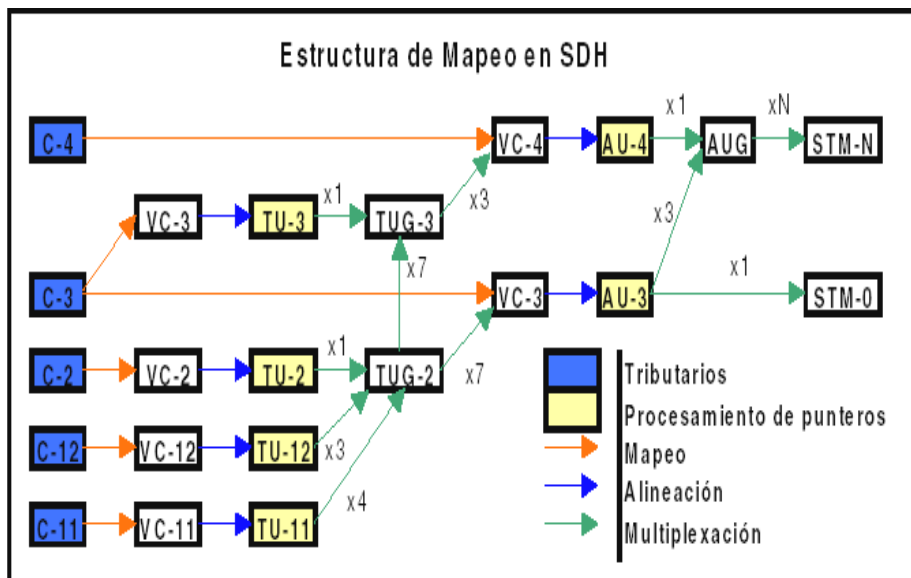 Estructura de Mapeo en SDH
x1 xN
C-4 VC-4 AU-4 AUG STM-N
x1 x3
VC-3 TU-3 TUG-3 x3
x7 x1
C-3 VC-3 AU-3 STM-0
x1
C-2 VC-2 TU-2 TUG-2 x7
Tributarios
Procesamiento de punteros
C-12 VC-12 TU-12 x3
Mapeo
Alineación
x4
C-11 VC-11 TU-11
Multiplexación